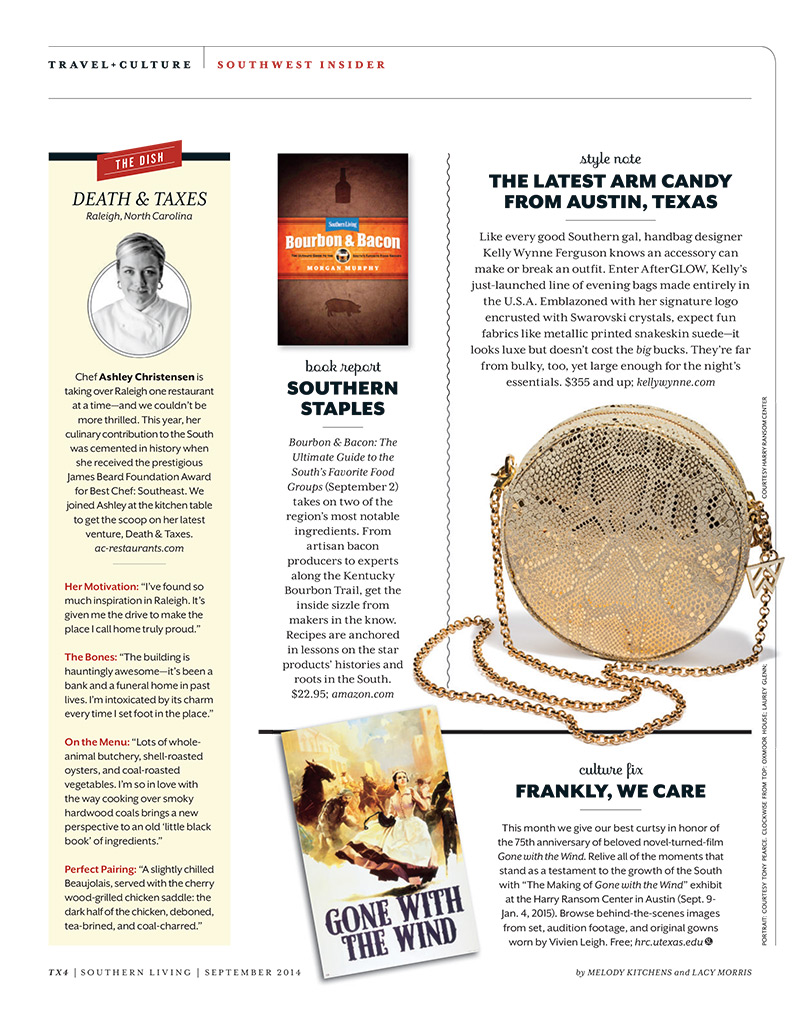 TRAVEL+CULTURE | SOUTHWEST INSIDER
THE DISH
DEATH & TAXES
Raleigh, North Carolina
Chef Ashley Christensen is
taking over Raleigh one restaurant
at a time—and we couldn't be
more thrilled. This year, her
culinary contribution to the South
was cemented in history when
she received the prestigious
James Beard Foundation Award
for Best Chef: Southeast. We
joined Ashley at the kitchen table
to get the scoop on her latest
venture, Death & Taxes.
ac-restaurants.com
Her Motivation: “I've found so
much inspiration in Raleigh. It's
given me the drive to make the
place I call home truly proud.”
The Bones: “The building is
hauntingly awesome—it's been a
bank and a funeral home in past
lives. I'm intoxicated by its charm
every time I set foot in the place.”
On the Menu: “Lots of whole-
animal butchery, shell-roasted
oysters, and coal-roasted
vegetables. I'm so in love with
the way cooking over smoky
hardwood coals brings a new
perspective to an old ‘little black
book’ of ingredients.”
Perfect Pairing: “A slightly chilled
Beaujolais, served with the cherry
wood-grilled chicken saddle: the
dark half of the chicken, deboned,
tea-brined, and coal-charred.”
Southern Living
Bourbon & Bacon
MORGAN MURPHY
book report
SOUTHERN
STAPLES
Bourbon & Bacon: The
Ultimate Guide to the
South's Favorite Food
Groups (September 2)
takes on two of the
region's most notable
ingredients. From
artisan bacon
producers to experts
along the Kentucky
Bourbon Trail, get the
inside sizzle from
makers in the know.
Recipes are anchored
in lessons on the star
products' histories and
roots in the South.
$22.95; amazon.com
style note
THE LATEST ARM CANDY
FROM AUSTIN, TEXAS
Like every good Southern gal, handbag designer
Kelly Wynne Ferguson knows an accessory can
make or break an outfit. Enter AfterGLOW, Kelly's
just-launched line of evening bags made entirely in
the U.S.A. Emblazoned with her signature logo
encrusted with Swarovski crystals, expect fun
fabrics like metallic printed snakeskin suede—it
looks luxe but doesn't cost the big bucks. They're far
from bulky, too, yet large enough for the night's
essentials. $355 and up; kellywynne.com
GONE WITH
THE WIND
culture fix
FRANKLY, WE CARE
This month we give our best curtsy in honor of
the 75th anniversary of beloved novel-turned-film
Gone with the Wind. Relive all of the moments that
stand as a testament to the growth of the South
with “The Making of Gone with the Wind” exhibit
at the Harry Ransom Center in Austin (Sept. 9-
Jan. 4, 2015). Browse behind-the-scenes images
from set, audition footage, and original gowns
worn by Vivien Leigh. Free; hrc.utexas.edu
PORTRAIT: COURTESY TONY PEARCE. CLOCKWISE FROM TOP: OXMOOR HOUSE; LAUREY GLENN; COURTESY HARRY RANSOM CENTER
TX4 | SOUTHERN LIVING | SEPTEMBER 2014
by MELODY KITCHENS and LACY MORRIS